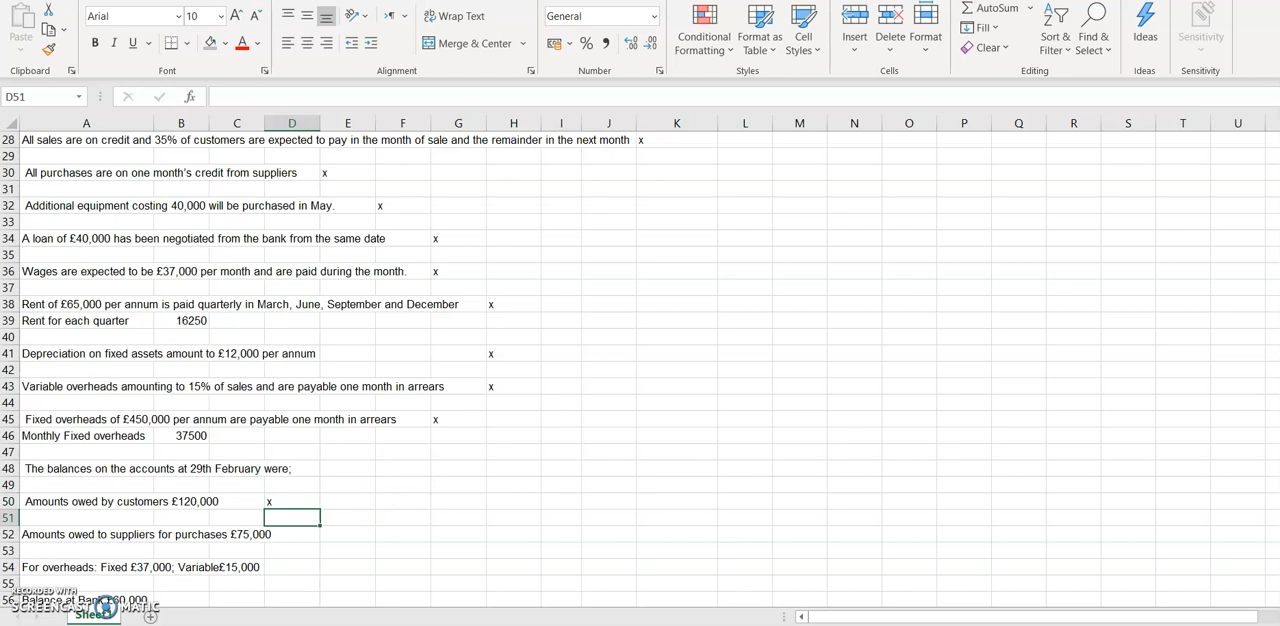 Arial 10 A^ A˅ Wrap Text General AutoSum
Paste B I U Merge & Center % 9 Conditional Format as Cell Insert Delete Format Fill Sort & Find & Ideas Sensitivity
Formatting Table Styles Clear Filter Select
Clipboard Font Alignment Number Styles Cells Editing Ideas Sensitivity
D51 fx
A B C D E F G H I J K L M N O P Q R S T U
28 All sales are on credit and 35% of customers are expected to pay in the month of sale and the remainder in the next month x
29
30 All purchases are on one month's credit from suppliers x
31
32 Additional equipment costing 40,000 will be purchased in May. x
33
34 A loan of £40,000 has been negotiated from the bank from the same date x
35
36 Wages are expected to be £37,000 per month and are paid during the month. x
37
38 Rent of £65,000 per annum is paid quarterly in March, June, September and December x
39 Rent for each quarter 16250
40
41 Depreciation on fixed assets amount to £12,000 per annum x
42
43 Variable overheads amounting to 15% of sales and are payable one month in arrears x
44
45 Fixed overheads of £450,000 per annum are payable one month in arrears x
46 Monthly Fixed overheads 37500
47
48 The balances on the accounts at 29th February were;
49
50 Amounts owed by customers £120,000 x
51
52 Amounts owed to suppliers for purchases £75,000
53
54 For overheads: Fixed £37,000; Variable£15,000
55
56 Balance at Bank £60,000
RECORDED WITH
SCREENCAST MATIC
Sheet1